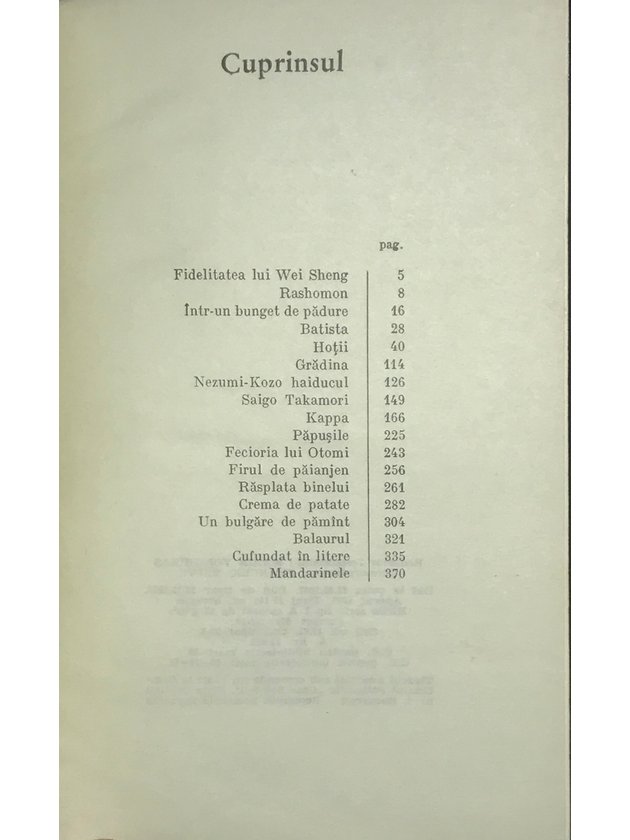 Cuprinsul
pag.
Fidelitatea lui Wei Sheng 5
Rashomon 8
Într-un bunget de pădure 16
Batista 28
Hoții 40
Grădina 114
Nezumi-Kozo haiducul 126
Saigo Takamori 149
Kappa 166
Păpușile 225
Fecioria lui Otomi 243
Firul de păianjen 256
Răsplata binelui 261
Crema de patate 282
Un bulgăre de pămînt 304
Balaurul 321
Cufundat în litere 335
Mandarinele 370